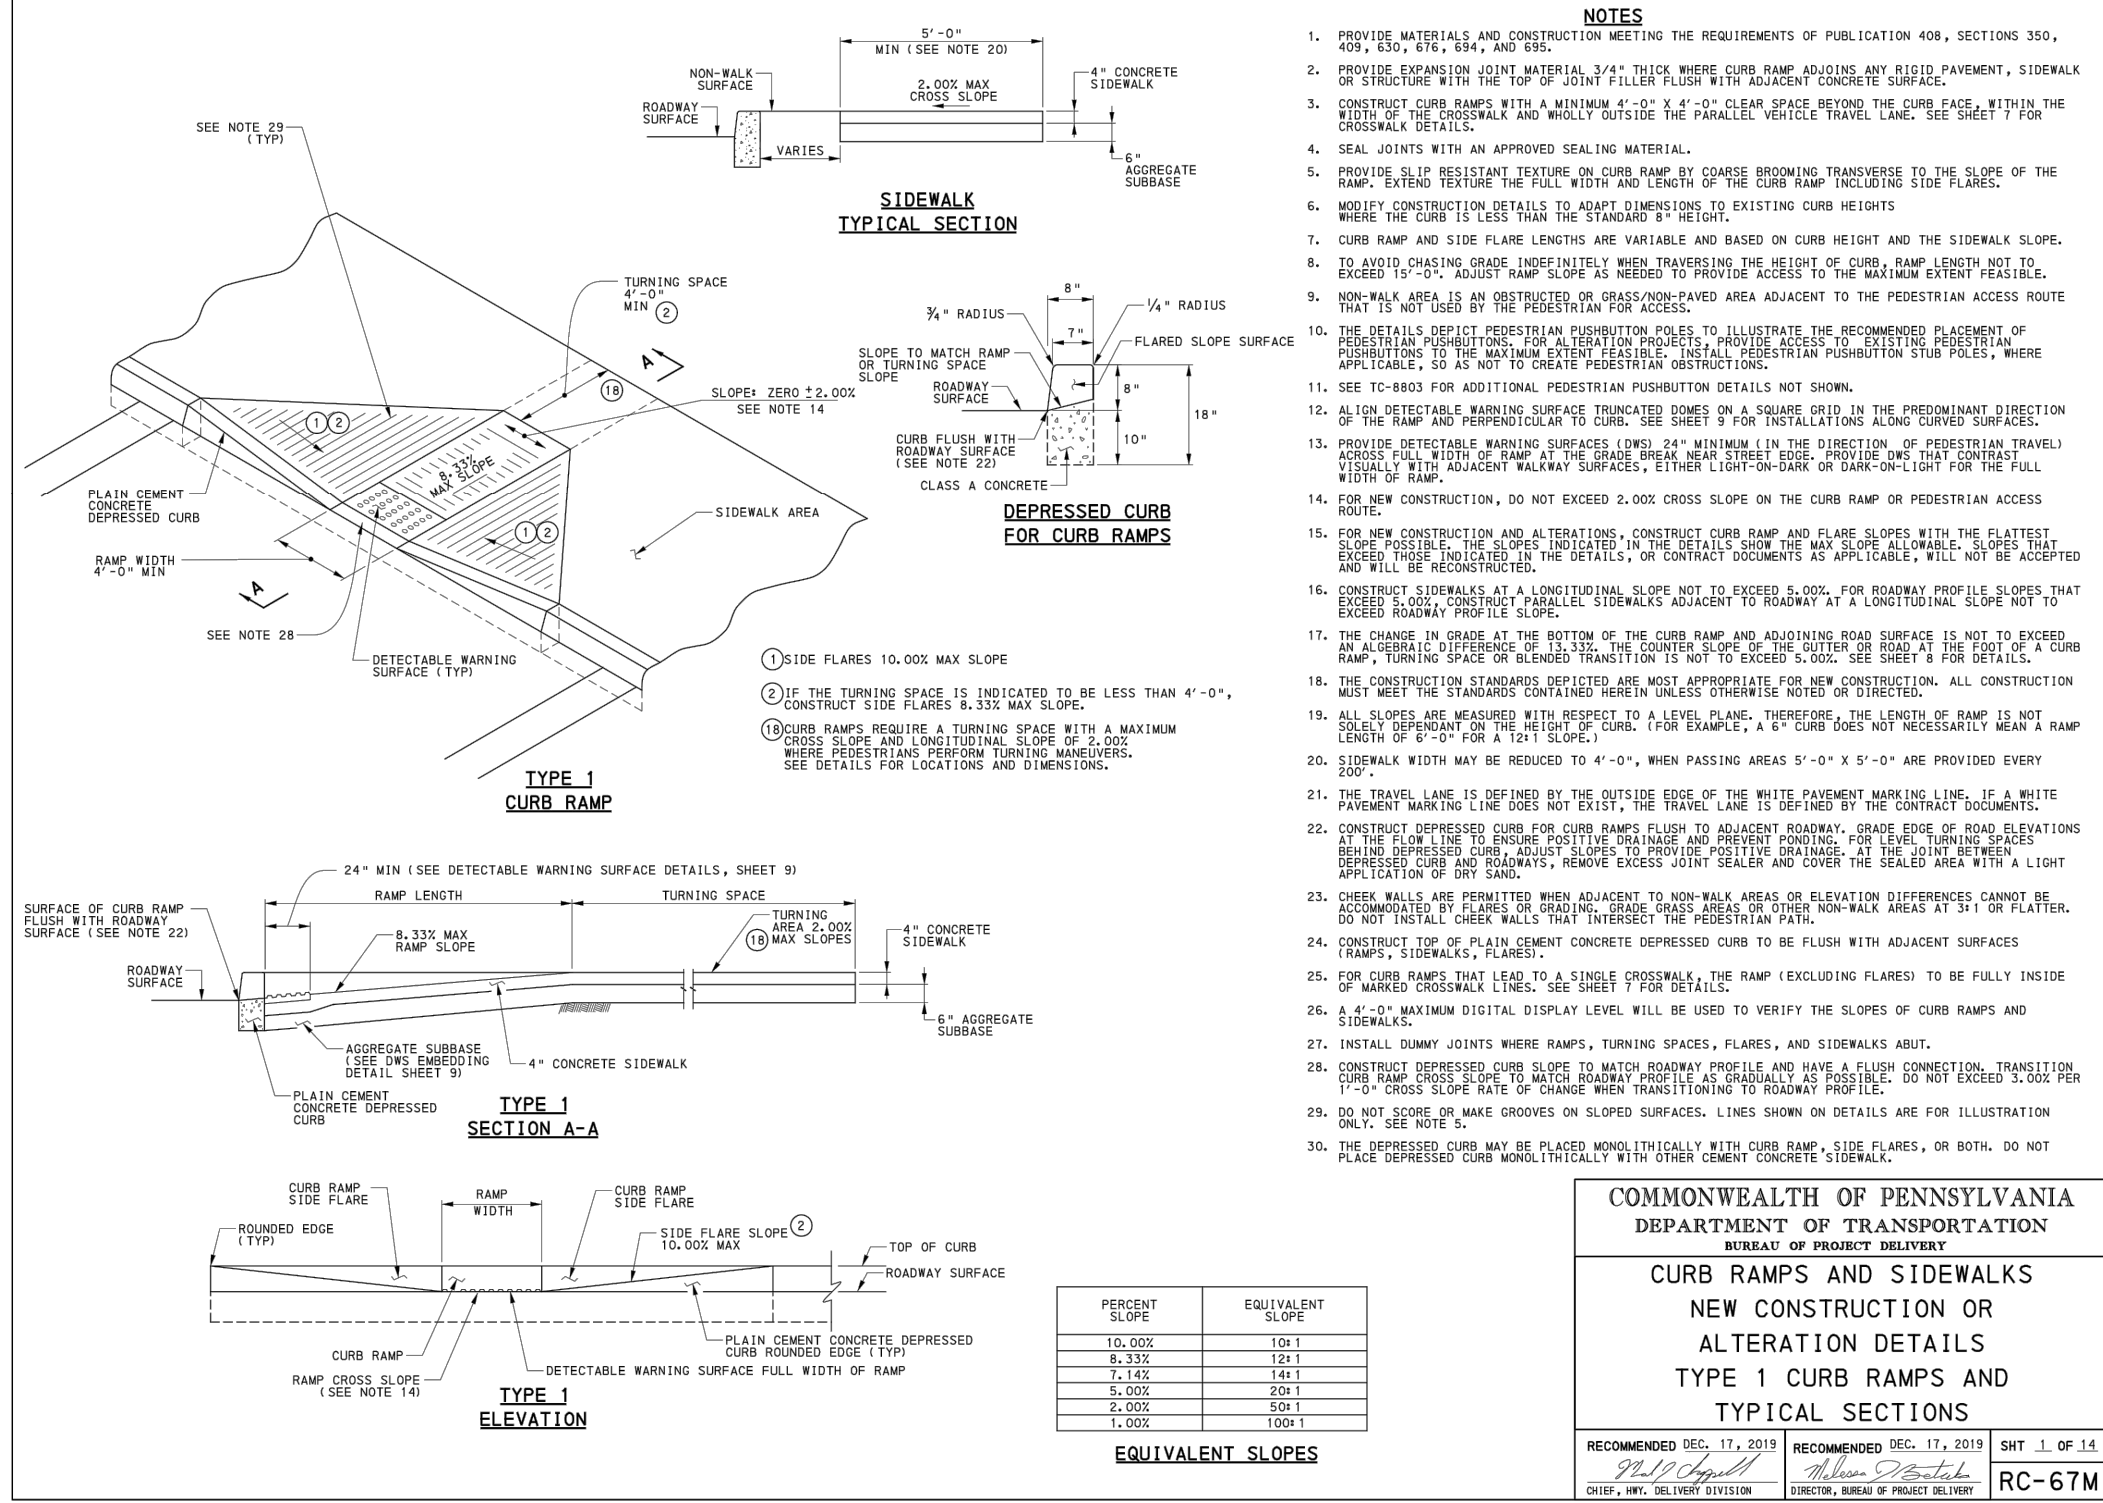 5'-0"
MIN (SEE NOTE 20)
NON-WALK
SURFACE
2.00% MAX
CROSS SLOPE
4" CONCRETE
SIDEWALK
ROADWAY
SURFACE
VARIES
6"
AGGREGATE
SUBBASE
SIDEWALK
TYPICAL SECTION
SEE NOTE 29
(TYP)
TURNING SPACE
4'-0"
MIN 2
A
18
SLOPE: ZERO ±2.00%
SEE NOTE 14
1 2
8.33%
MAX SLOPE
PLAIN CEMENT
CONCRETE
DEPRESSED CURB
SIDEWALK AREA
1 2
RAMP WIDTH
4'-0" MIN
A
SEE NOTE 28
DETECTABLE WARNING
SURFACE (TYP)
TYPE 1
CURB RAMP
8"
3/4" RADIUS
1/4" RADIUS
7"
FLARED SLOPE SURFACE
SLOPE TO MATCH RAMP
OR TURNING SPACE
SLOPE
ROADWAY
SURFACE
8"
18"
10"
CURB FLUSH WITH
ROADWAY SURFACE
(SEE NOTE 22)
CLASS A CONCRETE
DEPRESSED CURB
FOR CURB RAMPS
1 SIDE FLARES 10.00% MAX SLOPE
2 IF THE TURNING SPACE IS INDICATED TO BE LESS THAN 4'-0",
CONSTRUCT SIDE FLARES 8.33% MAX SLOPE.
18 CURB RAMPS REQUIRE A TURNING SPACE WITH A MAXIMUM
CROSS SLOPE AND LONGITUDINAL SLOPE OF 2.00%
WHERE PEDESTRIANS PERFORM TURNING MANEUVERS.
SEE DETAILS FOR LOCATIONS AND DIMENSIONS.
24" MIN (SEE DETECTABLE WARNING SURFACE DETAILS, SHEET 9)
RAMP LENGTH
TURNING SPACE
SURFACE OF CURB RAMP
FLUSH WITH ROADWAY
SURFACE (SEE NOTE 22)
8.33% MAX
RAMP SLOPE
TURNING
AREA 2.00%
18 MAX SLOPES
4" CONCRETE
SIDEWALK
ROADWAY
SURFACE
6" AGGREGATE
SUBBASE
AGGREGATE SUBBASE
(SEE DWS EMBEDDING
DETAIL SHEET 9)
4" CONCRETE SIDEWALK
PLAIN CEMENT
CONCRETE DEPRESSED
CURB
TYPE 1
SECTION A-A
CURB RAMP
SIDE FLARE
RAMP
WIDTH
CURB RAMP
SIDE FLARE
ROUNDED EDGE
(TYP)
SIDE FLARE SLOPE 2
10.00% MAX
TOP OF CURB
ROADWAY SURFACE
CURB RAMP
PLAIN CEMENT CONCRETE DEPRESSED
CURB ROUNDED EDGE (TYP)
RAMP CROSS SLOPE
(SEE NOTE 14)
DETECTABLE WARNING SURFACE FULL WIDTH OF RAMP
TYPE 1
ELEVATION
PERCENT SLOPE EQUIVALENT SLOPE
10.00% 10:1
8.33% 12:1
7.14% 14:1
5.00% 20:1
2.00% 50:1
1.00% 100:1
EQUIVALENT SLOPES
NOTES
1. PROVIDE MATERIALS AND CONSTRUCTION MEETING THE REQUIREMENTS OF PUBLICATION 408, SECTIONS 350,
409, 630, 676, 694, AND 695.
2. PROVIDE EXPANSION JOINT MATERIAL 3/4" THICK WHERE CURB RAMP ADJOINS ANY RIGID PAVEMENT, SIDEWALK
OR STRUCTURE WITH THE TOP OF JOINT FILLER FLUSH WITH ADJACENT CONCRETE SURFACE.
3. CONSTRUCT CURB RAMPS WITH A MINIMUM 4'-0" X 4'-0" CLEAR SPACE BEYOND THE CURB FACE, WITHIN THE
WIDTH OF THE CROSSWALK AND WHOLLY OUTSIDE THE PARALLEL VEHICLE TRAVEL LANE. SEE SHEET 7 FOR
CROSSWALK DETAILS.
4. SEAL JOINTS WITH AN APPROVED SEALING MATERIAL.
5. PROVIDE SLIP RESISTANT TEXTURE ON CURB RAMP BY COARSE BROOMING TRANSVERSE TO THE SLOPE OF THE
RAMP. EXTEND TEXTURE THE FULL WIDTH AND LENGTH OF THE CURB RAMP INCLUDING SIDE FLARES.
6. MODIFY CONSTRUCTION DETAILS TO ADAPT DIMENSIONS TO EXISTING CURB HEIGHTS
WHERE THE CURB IS LESS THAN THE STANDARD 8" HEIGHT.
7. CURB RAMP AND SIDE FLARE LENGTHS ARE VARIABLE AND BASED ON CURB HEIGHT AND THE SIDEWALK SLOPE.
8. TO AVOID CHASING GRADE INDEFINITELY WHEN TRAVERSING THE HEIGHT OF CURB, RAMP LENGTH NOT TO
EXCEED 15'-0". ADJUST RAMP SLOPE AS NEEDED TO PROVIDE ACCESS TO THE MAXIMUM EXTENT FEASIBLE.
9. NON-WALK AREA IS AN OBSTRUCTED OR GRASS/NON-PAVED AREA ADJACENT TO THE PEDESTRIAN ACCESS ROUTE
THAT IS NOT USED BY THE PEDESTRIAN FOR ACCESS.
10. THE DETAILS DEPICT PEDESTRIAN PUSHBUTTON POLES TO ILLUSTRATE THE RECOMMENDED PLACEMENT OF
PEDESTRIAN PUSHBUTTONS. FOR ALTERATION PROJECTS, PROVIDE ACCESS TO EXISTING PEDESTRIAN
PUSHBUTTONS TO THE MAXIMUM EXTENT FEASIBLE. INSTALL PEDESTRIAN PUSHBUTTON STUB POLES, WHERE
APPLICABLE, SO AS NOT TO CREATE PEDESTRIAN OBSTRUCTIONS.
11. SEE TC-8803 FOR ADDITIONAL PEDESTRIAN PUSHBUTTON DETAILS NOT SHOWN.
12. ALIGN DETECTABLE WARNING SURFACE TRUNCATED DOMES ON A SQUARE GRID IN THE PREDOMINANT DIRECTION
OF THE RAMP AND PERPENDICULAR TO CURB. SEE SHEET 9 FOR INSTALLATIONS ALONG CURVED SURFACES.
13. PROVIDE DETECTABLE WARNING SURFACES (DWS) 24" MINIMUM (IN THE DIRECTION OF PEDESTRIAN TRAVEL)
ACROSS FULL WIDTH OF RAMP AT THE GRADE BREAK NEAR STREET EDGE. PROVIDE DWS THAT CONTRAST
VISUALLY WITH ADJACENT WALKWAY SURFACES, EITHER LIGHT-ON-DARK OR DARK-ON-LIGHT FOR THE FULL
WIDTH OF RAMP.
14. FOR NEW CONSTRUCTION, DO NOT EXCEED 2.00% CROSS SLOPE ON THE CURB RAMP OR PEDESTRIAN ACCESS
ROUTE.
15. FOR NEW CONSTRUCTION AND ALTERATIONS, CONSTRUCT CURB RAMP AND FLARE SLOPES WITH THE FLATTEST
SLOPE POSSIBLE. THE SLOPES INDICATED IN THE DETAILS SHOW THE MAX SLOPE ALLOWABLE. SLOPES THAT
EXCEED THOSE INDICATED IN THE DETAILS, OR CONTRACT DOCUMENTS AS APPLICABLE, WILL NOT BE ACCEPTED
AND WILL BE RECONSTRUCTED.
16. CONSTRUCT SIDEWALKS AT A LONGITUDINAL SLOPE NOT TO EXCEED 5.00%. FOR ROADWAY PROFILE SLOPES THAT
EXCEED 5.00%, CONSTRUCT PARALLEL SIDEWALKS ADJACENT TO ROADWAY AT A LONGITUDINAL SLOPE NOT TO
EXCEED ROADWAY PROFILE SLOPE.
17. THE CHANGE IN GRADE AT THE BOTTOM OF THE CURB RAMP AND ADJOINING ROAD SURFACE IS NOT TO EXCEED
AN ALGEBRAIC DIFFERENCE OF 13.33%. THE COUNTER SLOPE OF THE GUTTER OR ROAD AT THE FOOT OF A CURB
RAMP, TURNING SPACE OR BLENDED TRANSITION IS NOT TO EXCEED 5.00%. SEE SHEET 8 FOR DETAILS.
18. THE CONSTRUCTION STANDARDS DEPICTED ARE MOST APPROPRIATE FOR NEW CONSTRUCTION. ALL CONSTRUCTION
MUST MEET THE STANDARDS CONTAINED HEREIN UNLESS OTHERWISE NOTED OR DIRECTED.
19. ALL SLOPES ARE MEASURED WITH RESPECT TO A LEVEL PLANE. THEREFORE, THE LENGTH OF RAMP IS NOT
SOLELY DEPENDANT ON THE HEIGHT OF CURB. (FOR EXAMPLE, A 6" CURB DOES NOT NECESSARILY MEAN A RAMP
LENGTH OF 6'-0" FOR A 12:1 SLOPE.)
20. SIDEWALK WIDTH MAY BE REDUCED TO 4'-0", WHEN PASSING AREAS 5'-0" X 5'-0" ARE PROVIDED EVERY
200'.
21. THE TRAVEL LANE IS DEFINED BY THE OUTSIDE EDGE OF THE WHITE PAVEMENT MARKING LINE. IF A WHITE
PAVEMENT MARKING LINE DOES NOT EXIST, THE TRAVEL LANE IS DEFINED BY THE CONTRACT DOCUMENTS.
22. CONSTRUCT DEPRESSED CURB FOR CURB RAMPS FLUSH TO ADJACENT ROADWAY. GRADE EDGE OF ROAD ELEVATIONS
AT THE FLOW LINE TO ENSURE POSITIVE DRAINAGE AND PREVENT PONDING. FOR LEVEL TURNING SPACES
BEHIND DEPRESSED CURB, ADJUST SLOPES TO PROVIDE POSITIVE DRAINAGE. AT THE JOINT BETWEEN
DEPRESSED CURB AND ROADWAYS, REMOVE EXCESS JOINT SEALER AND COVER THE SEALED AREA WITH A LIGHT
APPLICATION OF DRY SAND.
23. CHEEK WALLS ARE PERMITTED WHEN ADJACENT TO NON-WALK AREAS OR ELEVATION DIFFERENCES CANNOT BE
ACCOMMODATED BY FLARES OR GRADING. GRADE GRASS AREAS OR OTHER NON-WALK AREAS AT 3:1 OR FLATTER.
DO NOT INSTALL CHEEK WALLS THAT INTERSECT THE PEDESTRIAN PATH.
24. CONSTRUCT TOP OF PLAIN CEMENT CONCRETE DEPRESSED CURB TO BE FLUSH WITH ADJACENT SURFACES
(RAMPS, SIDEWALKS, FLARES).
25. FOR CURB RAMPS THAT LEAD TO A SINGLE CROSSWALK, THE RAMP (EXCLUDING FLARES) TO BE FULLY INSIDE
OF MARKED CROSSWALK LINES. SEE SHEET 7 FOR DETAILS.
26. A 4'-0" MAXIMUM DIGITAL DISPLAY LEVEL WILL BE USED TO VERIFY THE SLOPES OF CURB RAMPS AND
SIDEWALKS.
27. INSTALL DUMMY JOINTS WHERE RAMPS, TURNING SPACES, FLARES, AND SIDEWALKS ABUT.
28. CONSTRUCT DEPRESSED CURB SLOPE TO MATCH ROADWAY PROFILE AND HAVE A FLUSH CONNECTION. TRANSITION
CURB RAMP CROSS SLOPE TO MATCH ROADWAY PROFILE AS GRADUALLY AS POSSIBLE. DO NOT EXCEED 3.00% PER
1'-0" CROSS SLOPE RATE OF CHANGE WHEN TRANSITIONING TO ROADWAY PROFILE.
29. DO NOT SCORE OR MAKE GROOVES ON SLOPED SURFACES. LINES SHOWN ON DETAILS ARE FOR ILLUSTRATION
ONLY. SEE NOTE 5.
30. THE DEPRESSED CURB MAY BE PLACED MONOLITHICALLY WITH CURB RAMP, SIDE FLARES, OR BOTH. DO NOT
PLACE DEPRESSED CURB MONOLITHICALLY WITH OTHER CEMENT CONCRETE SIDEWALK.
COMMONWEALTH OF PENNSYLVANIA
DEPARTMENT OF TRANSPORTATION
BUREAU OF PROJECT DELIVERY
CURB RAMPS AND SIDEWALKS
NEW CONSTRUCTION OR
ALTERATION DETAILS
TYPE 1 CURB RAMPS AND
TYPICAL SECTIONS
RECOMMENDED DEC. 17, 2019
CHIEF, HWY. DELIVERY DIVISION
RECOMMENDED DEC. 17, 2019
DIRECTOR, BUREAU OF PROJECT DELIVERY
SHT 1 OF 14
RC-67M